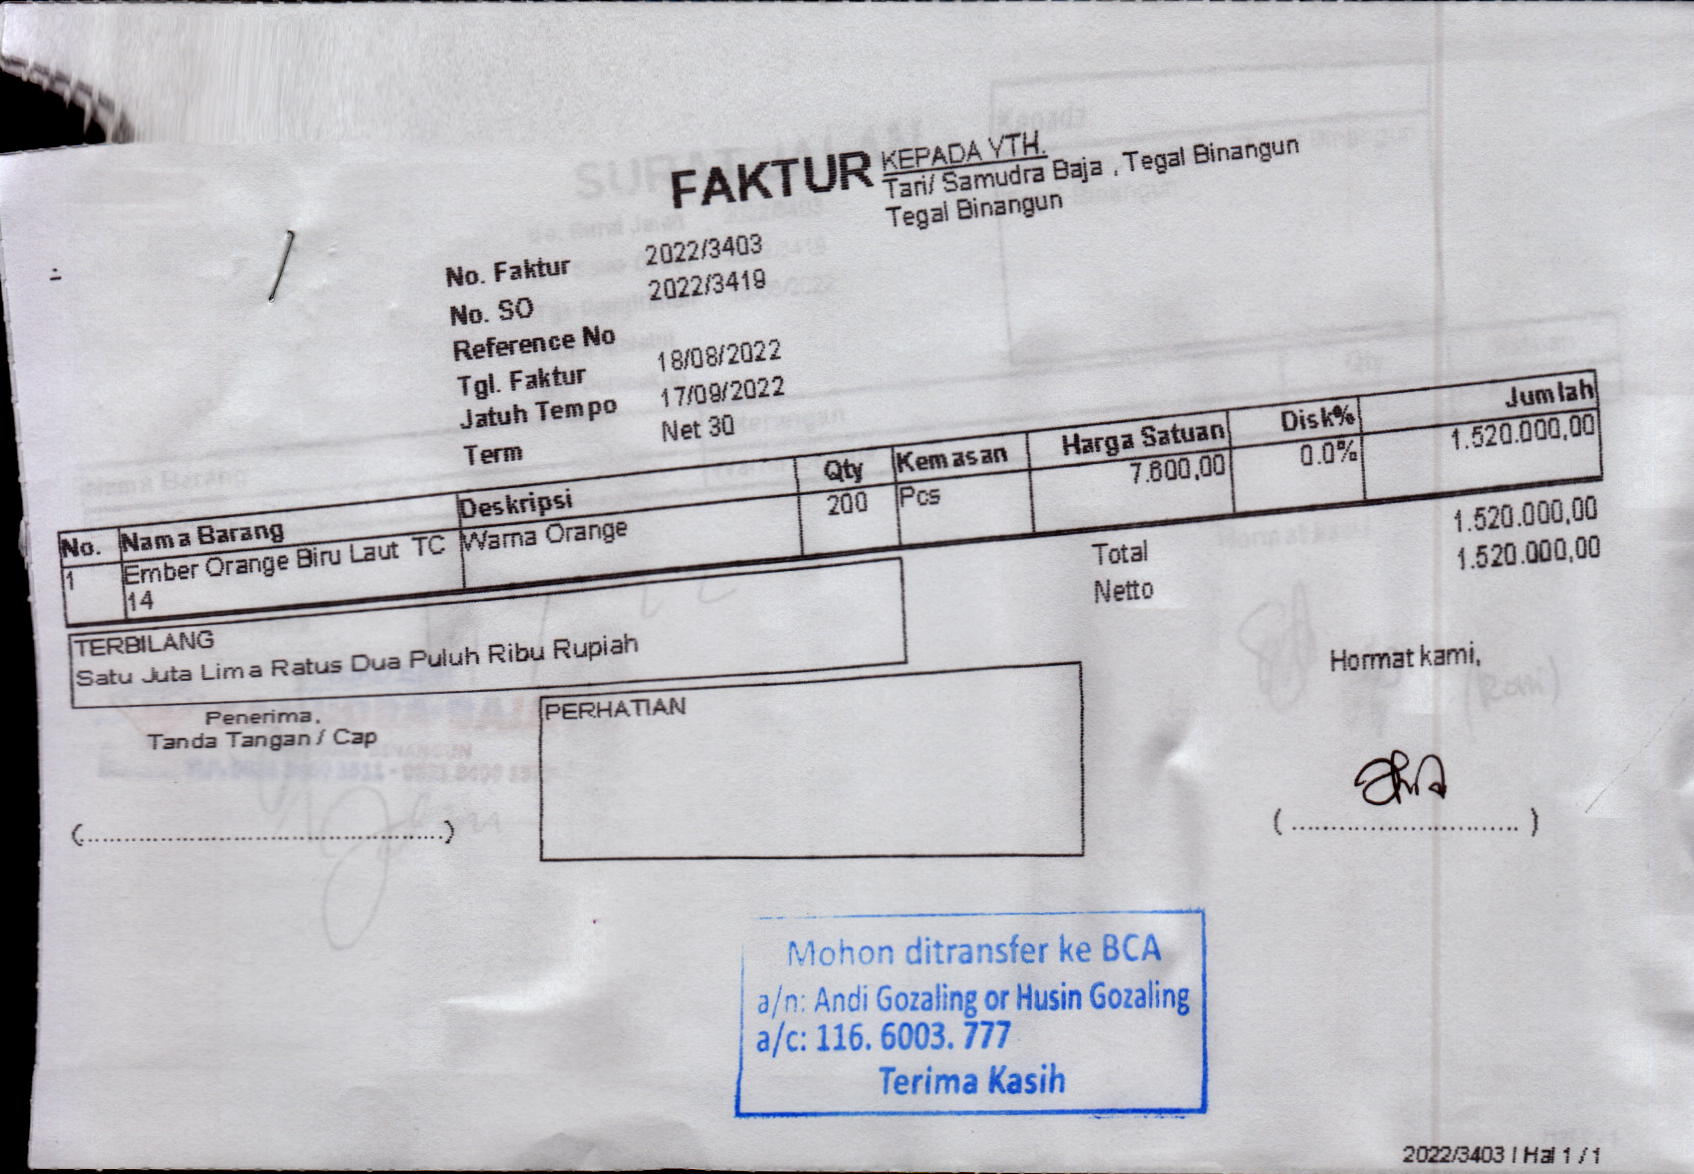 FAKTUR
KEPADA YTH.
Tari/ Samudra Baja , Tegal Binangun
Tegal Binangun
No. Faktur 2022/3403
No. SO 2022/3419
Reference No
Tgl. Faktur 18/08/2022
Jatuh Tempo 17/09/2022
Term Net 30
No. Nama Barang Deskripsi Qty Kemasan Harga Satuan Disk% Jumlah
1 Ember Orange Biru Laut TC Warna Orange 200 Pcs 7.600,00 0.0% 1.520.000,00
14
Total 1.520.000,00
Netto 1.520.000,00
TERBILANG
Satu Juta Lima Ratus Dua Puluh Ribu Rupiah
Penerima,
Tanda Tangan / Cap
(..............................................)
PERHATIAN
Hormat kami,
( ............................. )
Mohon ditransfer ke BCA
a/n: Andi Gozaling or Husin Gozaling
a/c: 116. 6003. 777
Terima Kasih
2022/3403 | Hal 1 / 1